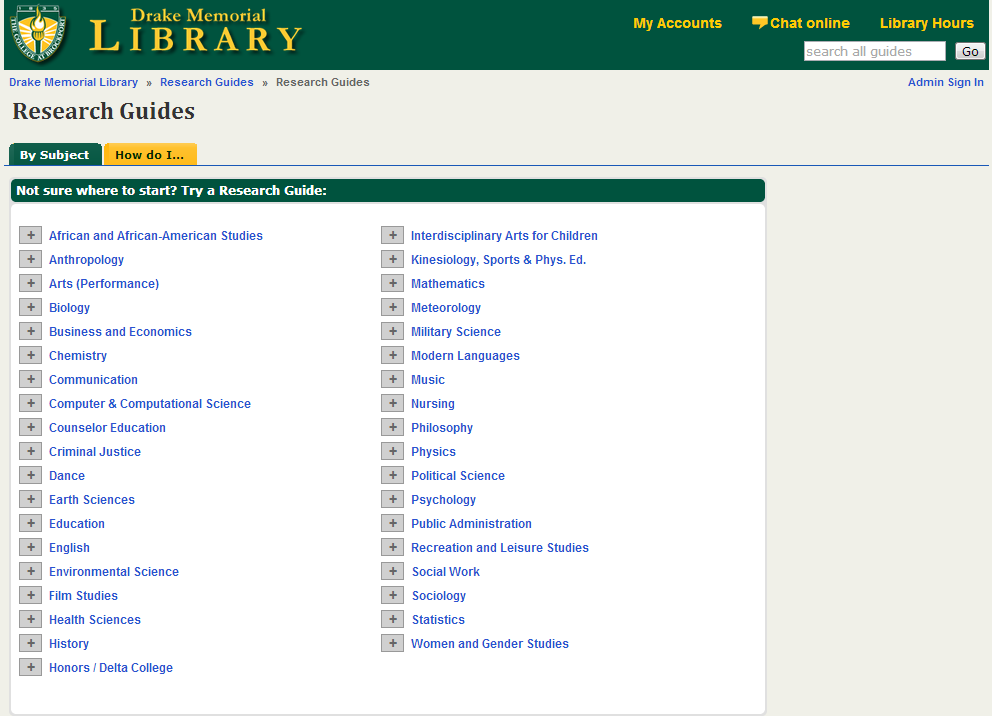 1835
THE COLLEGE AT BROCKPORT
Drake Memorial
LIBRARY
My Accounts
Chat online
Library Hours
search all guides
Go
Drake Memorial Library » Research Guides » Research Guides
Admin Sign In
Research Guides
By Subject
How do I...
Not sure where to start? Try a Research Guide:
+ African and African-American Studies
+ Anthropology
+ Arts (Performance)
+ Biology
+ Business and Economics
+ Chemistry
+ Communication
+ Computer & Computational Science
+ Counselor Education
+ Criminal Justice
+ Dance
+ Earth Sciences
+ Education
+ English
+ Environmental Science
+ Film Studies
+ Health Sciences
+ History
+ Honors / Delta College
+ Interdisciplinary Arts for Children
+ Kinesiology, Sports & Phys. Ed.
+ Mathematics
+ Meteorology
+ Military Science
+ Modern Languages
+ Music
+ Nursing
+ Philosophy
+ Physics
+ Political Science
+ Psychology
+ Public Administration
+ Recreation and Leisure Studies
+ Social Work
+ Sociology
+ Statistics
+ Women and Gender Studies